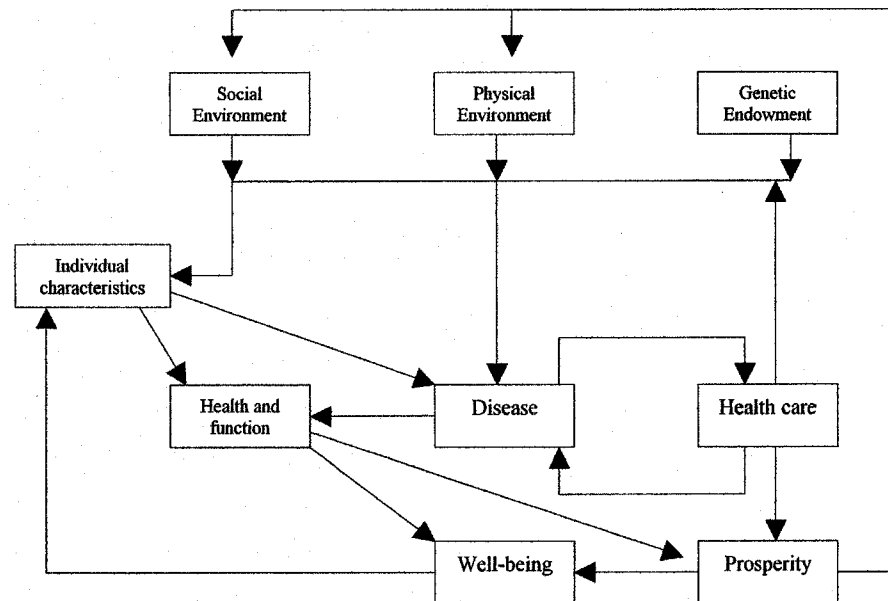 Social
Environment
Physical
Environment
Genetic
Endowment
Individual
characteristics
Health and
function
Disease
Health care
Well-being
Prosperity